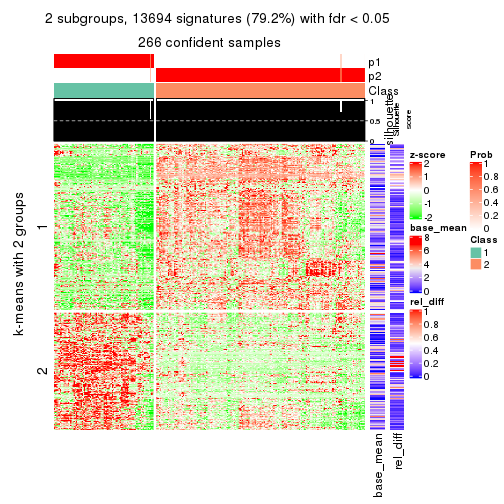 2 subgroups, 13694 signatures (79.2%) with fdr < 0.05
266 confident samples
p1
p2
Class
1
0.5
0
silhouette
Silhouette
score
k-means with 2 groups
1
2
z-score
2
1
0
-1
-2
base_mean
8
6
4
2
0
rel_diff
1
0.8
0.6
0.4
0.2
0
Prob
1
0.8
0.6
0.4
0.2
0
Class
1
2
base_mean
rel_diff